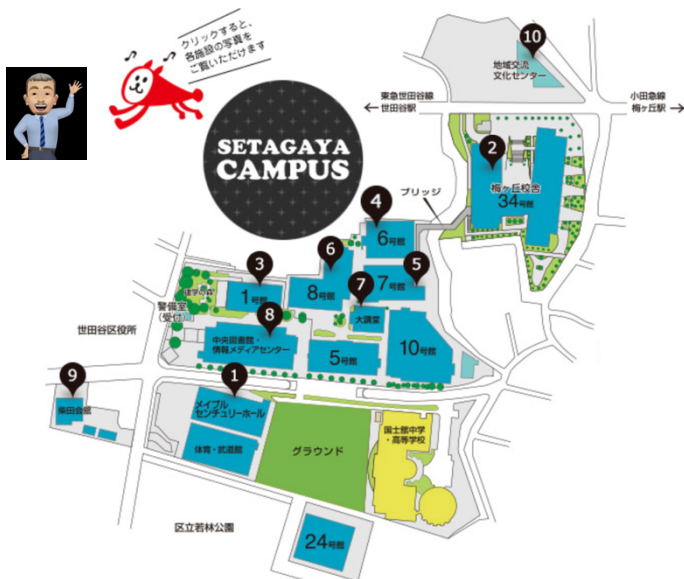 クリックすると、
各施設の写真を
ご覧いただけます
SETAGAYA
CAMPUS
10
地域交流
文化センター
東急世田谷線
世田谷駅
小田急線
梅ヶ丘駅
2
梅ヶ丘校舎
34号館
ブリッジ
4
6号館
6
8号館
5
7号館
7
大講堂
3
1号館
建学の森
警備室
(受付)
8
中央図書館・
情報メディアセンター
5号館
10号館
世田谷区役所
9
柴田会館
1
メイプル
センチュリーホール
体育・武道館
グラウンド
国士舘中学
・高等学校
区立若林公園
24号館